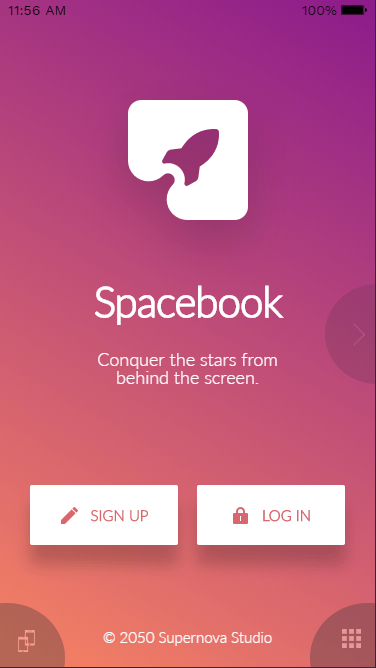 11:56 AM 100%
Spacebook
Conquer the stars from
behind the screen.
SIGN UP LOG IN
© 2050 Supernova Studio